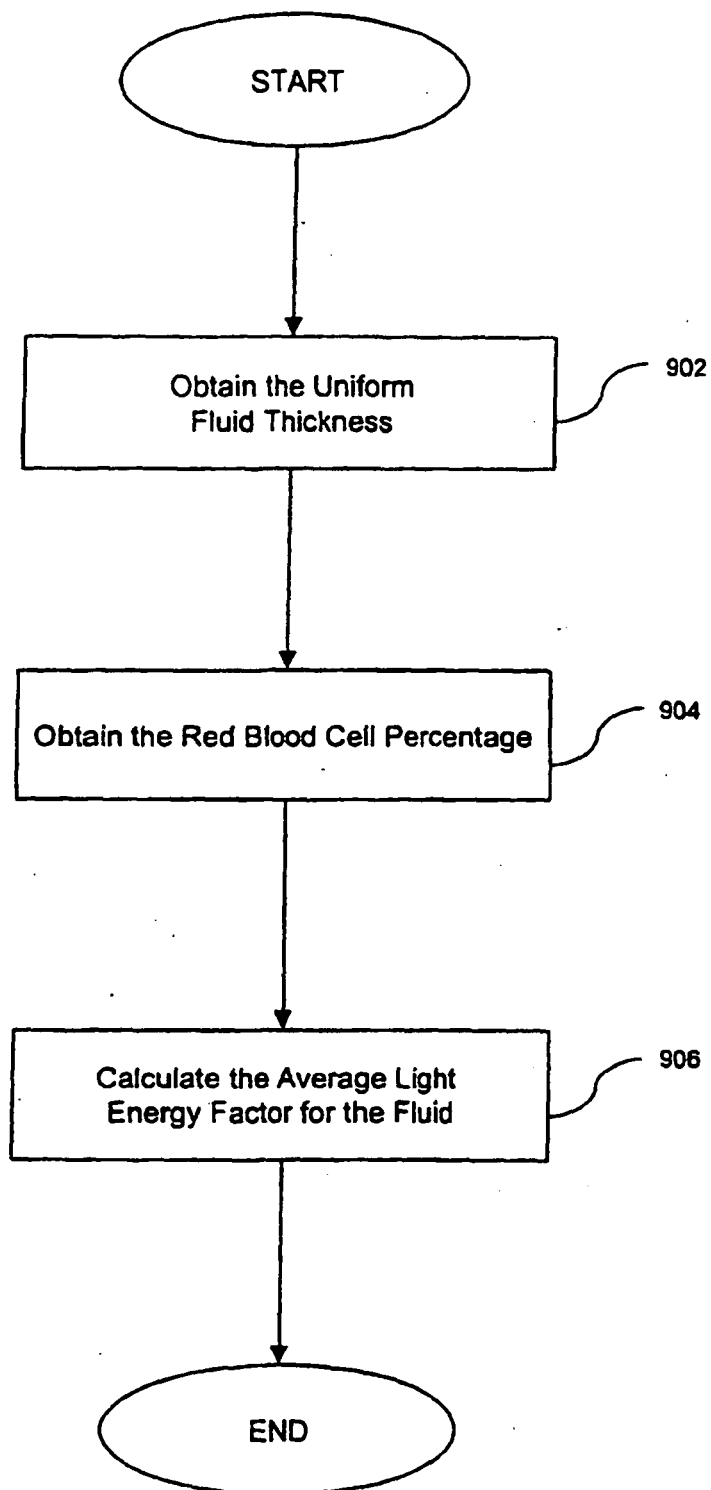 START
Obtain the Uniform
Fluid Thickness
902
Obtain the Red Blood Cell Percentage
904
Calculate the Average Light
Energy Factor for the Fluid
906
END